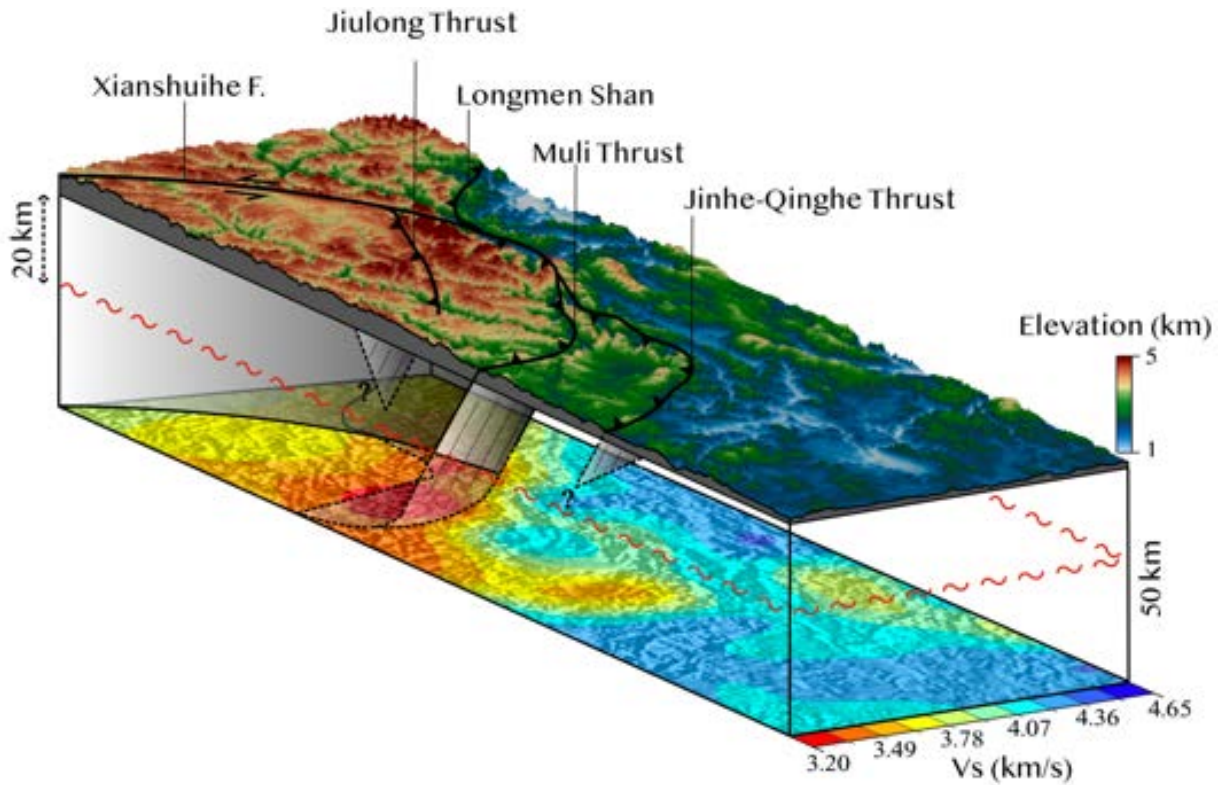 Jiulong Thrust
Xianshuihe F.
Longmen Shan
Muli Thrust
Jinhe-Qinghe Thrust
20 km
Elevation (km)
5
1
?
?
50 km
3.20
3.49
3.78
4.07
4.36
4.65
Vs (km/s)